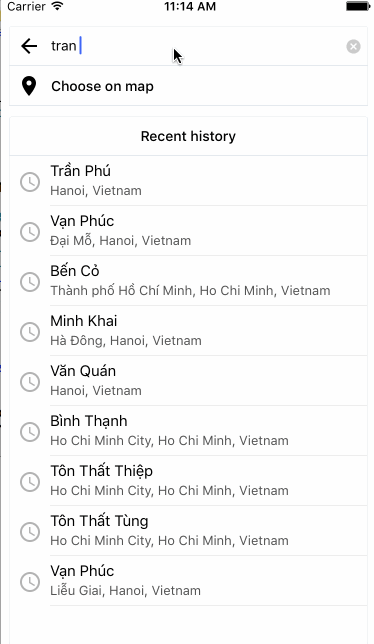 Carrier 11:14 AM
tran
Choose on map
Recent history
Trần Phú
Hanoi, Vietnam
Vạn Phúc
Đại Mỗ, Hanoi, Vietnam
Bến Cỏ
Thành phố Hồ Chí Minh, Ho Chi Minh, Vietnam
Minh Khai
Hà Đông, Hanoi, Vietnam
Văn Quán
Hanoi, Vietnam
Bình Thạnh
Ho Chi Minh City, Ho Chi Minh, Vietnam
Tôn Thất Thiệp
Ho Chi Minh City, Ho Chi Minh, Vietnam
Tôn Thất Tùng
Ho Chi Minh City, Ho Chi Minh, Vietnam
Vạn Phúc
Liễu Giai, Hanoi, Vietnam